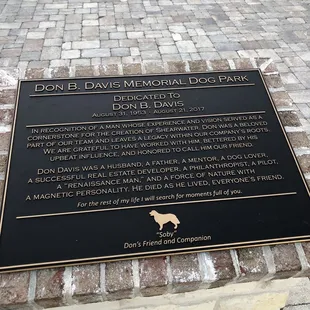 Don B. Davis Memorial Dog Park
Dedicated to
Don B. Davis
August 31, 1953 - August 21, 2017
In recognition of a man whose experience and vision served as a
cornerstone for the creation of Shearwater. Don was a beloved
part of our team and leaves a legacy within our company's roots.
We are grateful to have worked with him, bettered by his
upbeat influence, and honored to call him our friend.
Don Davis was a husband, a father, a mentor, a dog lover,
a successful real estate developer, a philanthropist, a pilot,
a "renaissance man," and a force of nature with
a magnetic personality. He died as he lived, everyone's friend.
For the rest of my life I will search for moments full of you.
"Soby"
Don's Friend and Companion